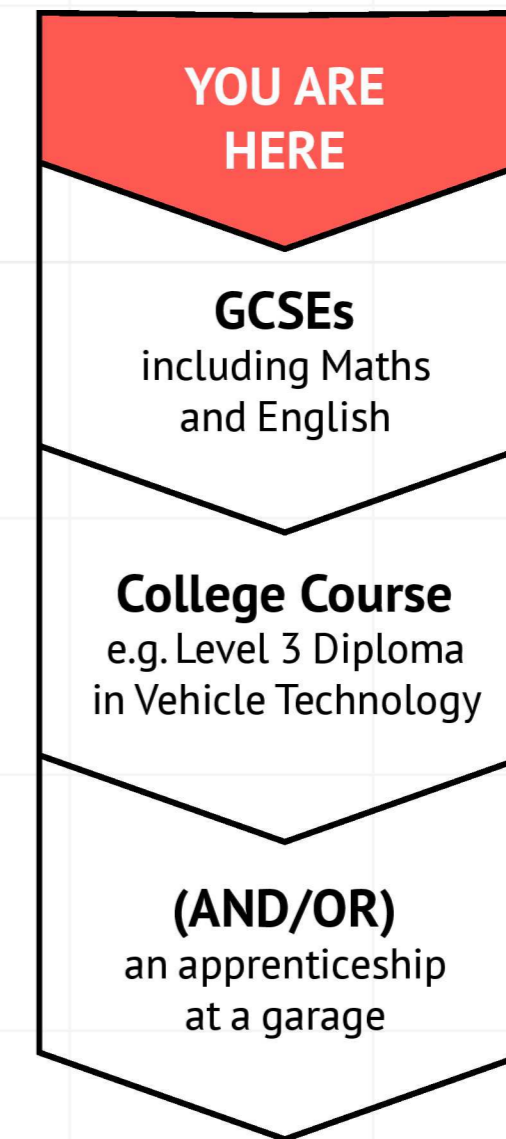 YOU ARE
HERE
GCSEs
including Maths
and English
College Course
e.g. Level 3 Diploma
in Vehicle Technology
(AND/OR)
an apprenticeship
at a garage